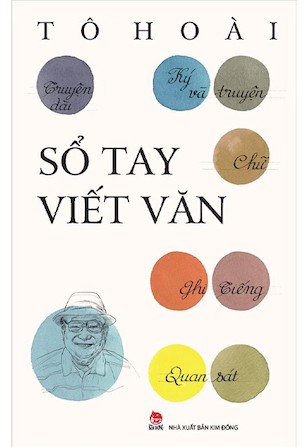 TÔ HOÀI
Truyện dài
Ký và truyện
SỔ TAY
Chữ
VIẾT VĂN
Ghi Tiếng
Quan sát
NHÀ XUẤT BẢN KIM ĐỒNG